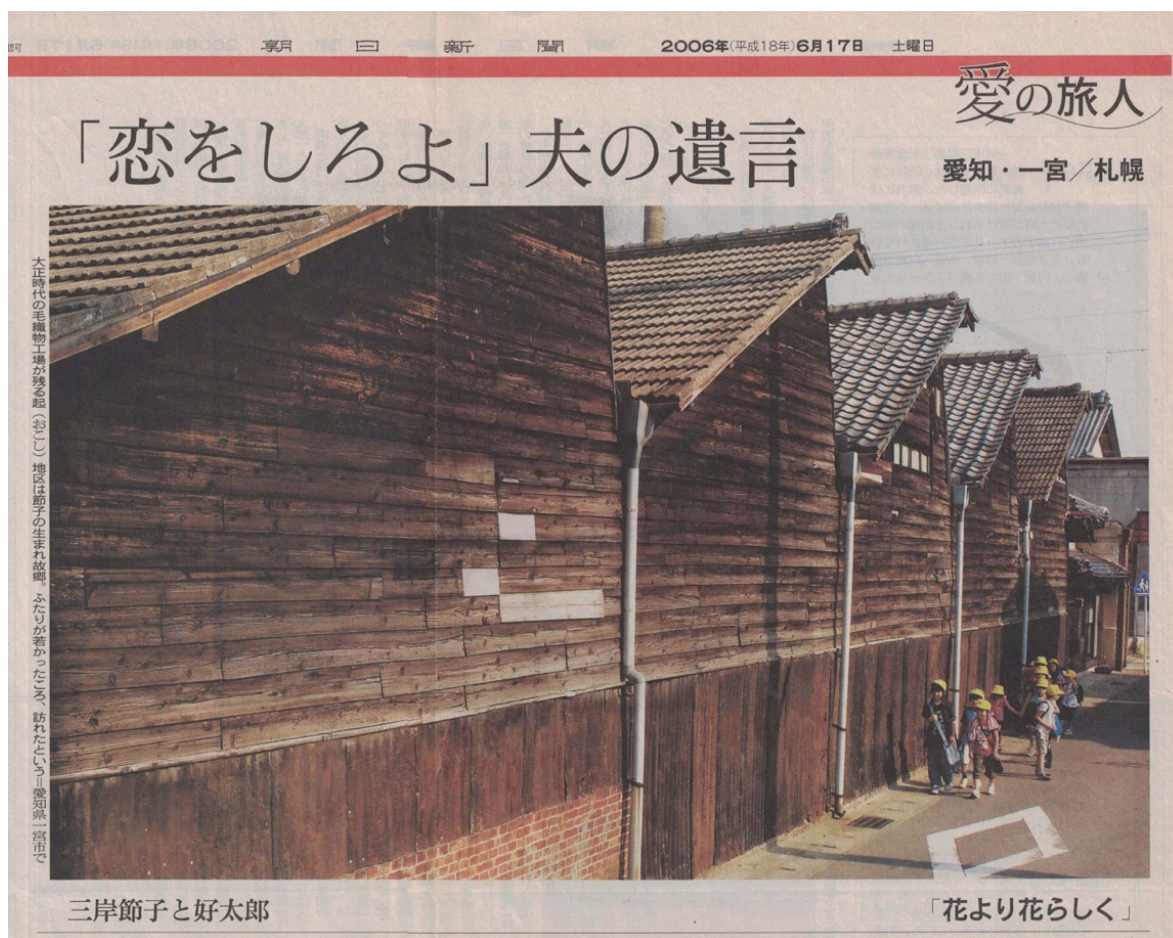 朝日新聞
2006年(平成18年)6月17日 土曜日
愛の旅人
「恋をしろよ」夫の遺言
愛知・一宮/札幌
大正時代の毛織物工場が残る起(おこし)地区は節子の生まれ故郷。ふたりが若かったころ、訪れたという=愛知県一宮市で
三岸節子と好太郎
「花より花らしく」